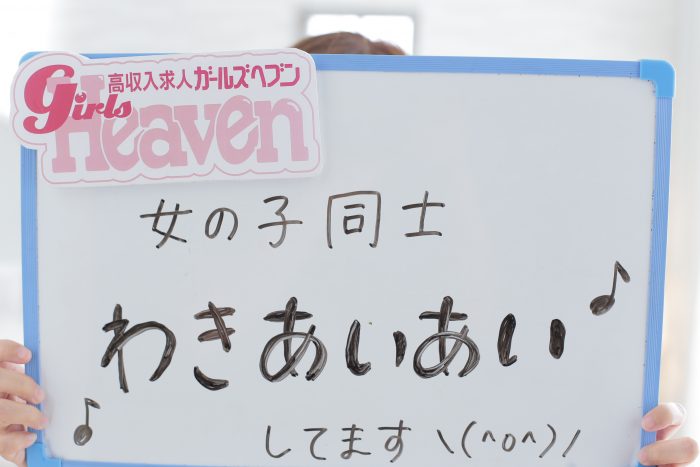 高収入求人ガールズヘブン
Girls
Heaven
女の子同士
わきあいあい♪
♪
してます \(^o^)/